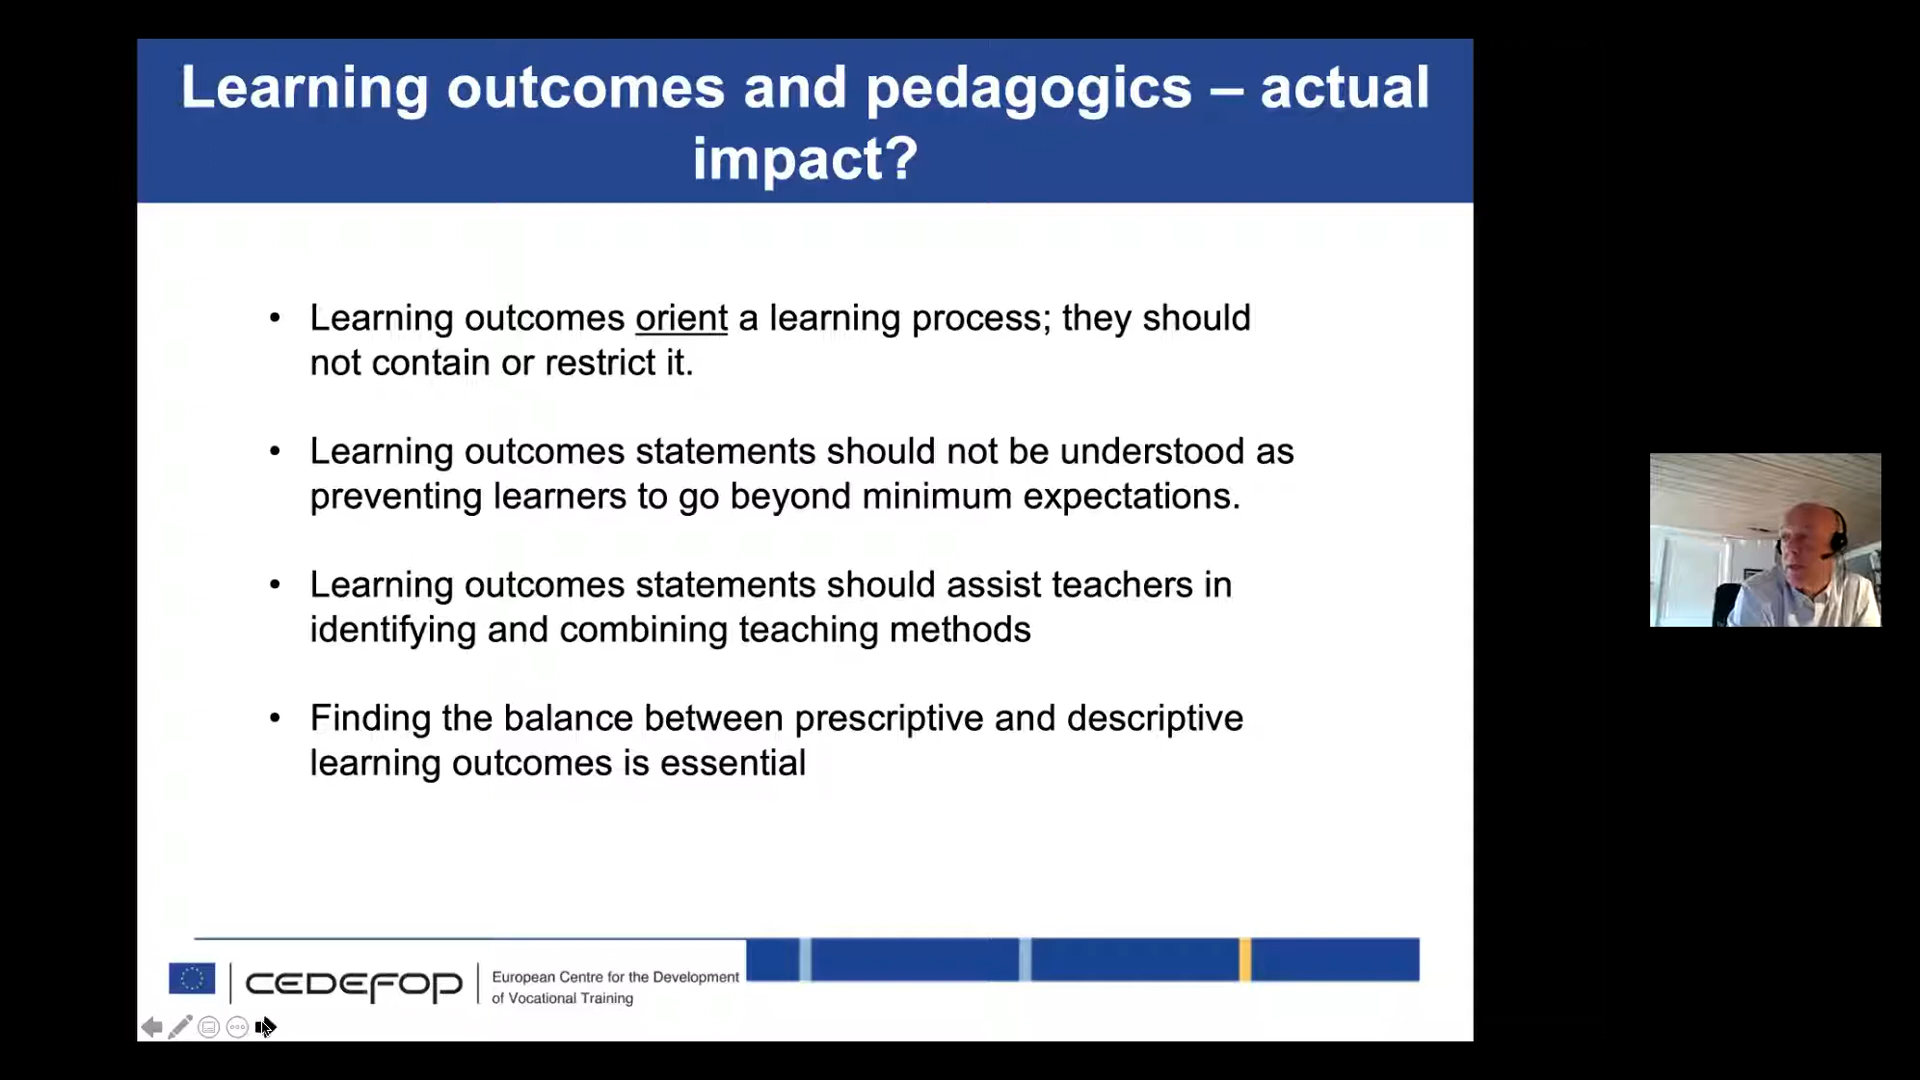 Learning outcomes and pedagogics – actual
impact?
• Learning outcomes orient a learning process; they should
not contain or restrict it.
• Learning outcomes statements should not be understood as
preventing learners to go beyond minimum expectations.
• Learning outcomes statements should assist teachers in
identifying and combining teaching methods
• Finding the balance between prescriptive and descriptive
learning outcomes is essential
CEDEFOP
European Centre for the Development
of Vocational Training